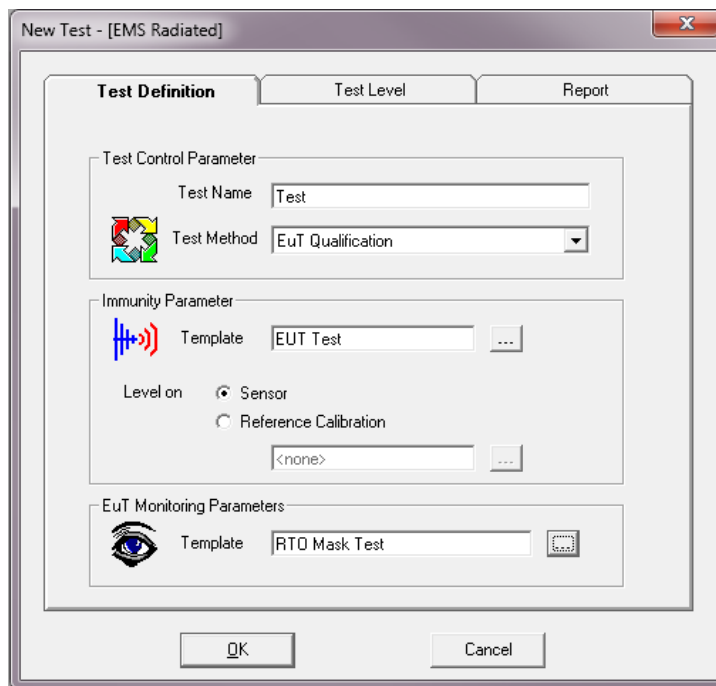 New Test - [EMS Radiated]
Test Definition
Test Level
Report
Test Control Parameter
Test Name
Test
Test Method
EuT Qualification
Immunity Parameter
Template
EUT Test
...
Level on
Sensor
Reference Calibration
<none>
...
EuT Monitoring Parameters
Template
RTO Mask Test
...
OK
Cancel